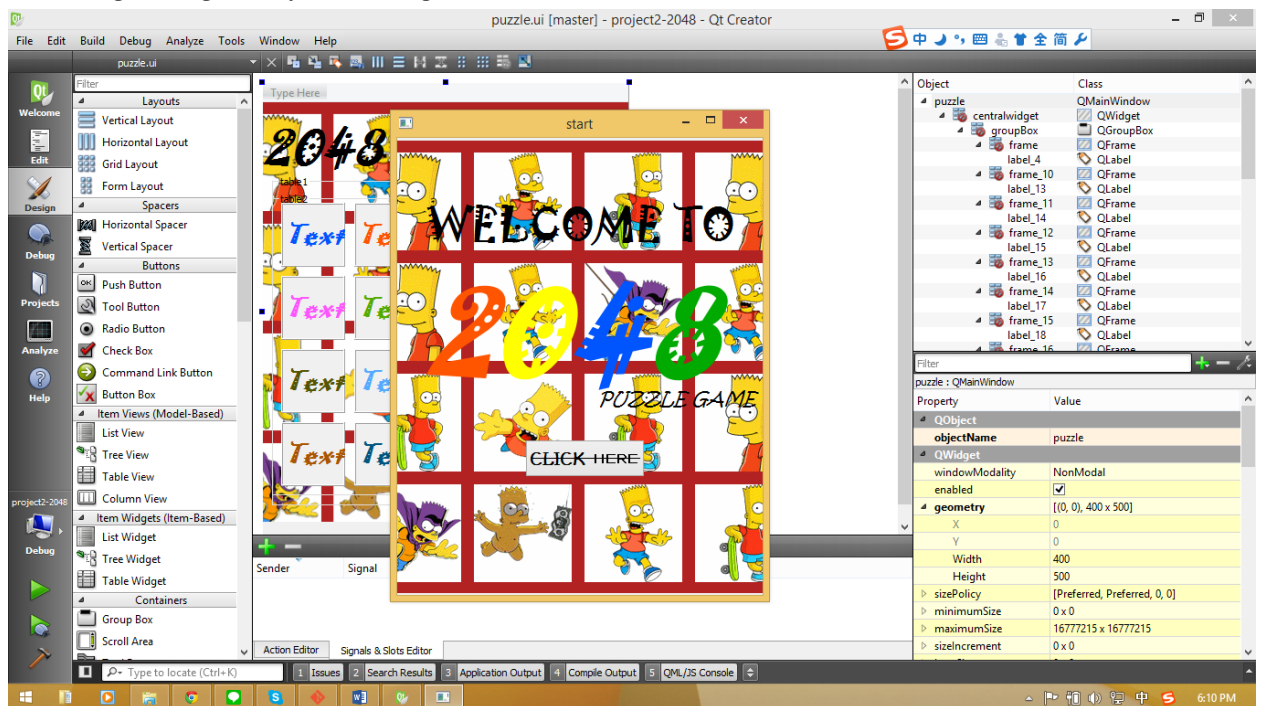 puzzle.ui [master] - project2-2048 - Qt Creator
File Edit Build Debug Analyze Tools Window Help
中 全 简
puzzle.ui
Welcome
Edit
Design
Debug
Projects
Analyze
Help
project2-2048
Debug
Filter
Layouts
Vertical Layout
Horizontal Layout
Grid Layout
Form Layout
Spacers
Horizontal Spacer
Vertical Spacer
Buttons
Push Button
Tool Button
Radio Button
Check Box
Command Link Button
Button Box
Item Views (Model-Based)
List View
Tree View
Table View
Column View
Item Widgets (Item-Based)
List Widget
Tree Widget
Table Widget
Containers
Group Box
Scroll Area
Type Here
2048
table1
table2
Text Te
Text Te
Text Te
Text Te
start
WELCOME TO
2048
PUZZLE GAME
CLICK HERE
Sender Signal
Action Editor Signals & Slots Editor
Object Class
puzzle QMainWindow
centralwidget QWidget
groupBox QGroupBox
frame QFrame
label_4 QLabel
frame_10 QFrame
label_13 QLabel
frame_11 QFrame
label_14 QLabel
frame_12 QFrame
label_15 QLabel
frame_13 QFrame
label_16 QLabel
frame_14 QFrame
label_17 QLabel
frame_15 QFrame
label_18 QLabel
frame_16 QFrame
Filter
puzzle : QMainWindow
Property Value
QObject
objectName puzzle
QWidget
windowModality NonModal
enabled
geometry [(0, 0), 400 x 500]
X 0
Y 0
Width 400
Height 500
sizePolicy [Preferred, Preferred, 0, 0]
minimumSize 0 x 0
maximumSize 16777215 x 16777215
sizeIncrement 0 x 0
Type to locate (Ctrl+K)
1 Issues 2 Search Results 3 Application Output 4 Compile Output 5 QML/JS Console
中 6:10 PM